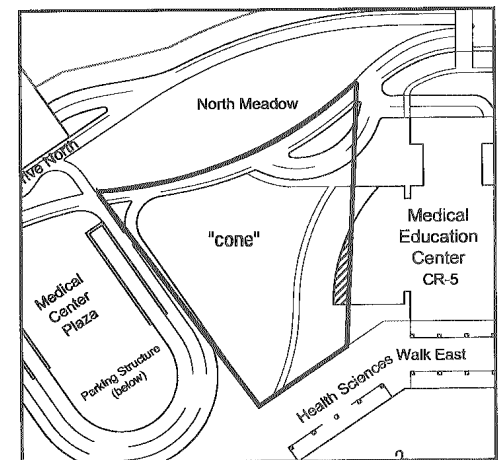 North Meadow
rive North
"cone"
Medical
Education
Center
CR-5
Medical
Center
Plaza
Parking Structure
(below)
Health Sciences Walk East